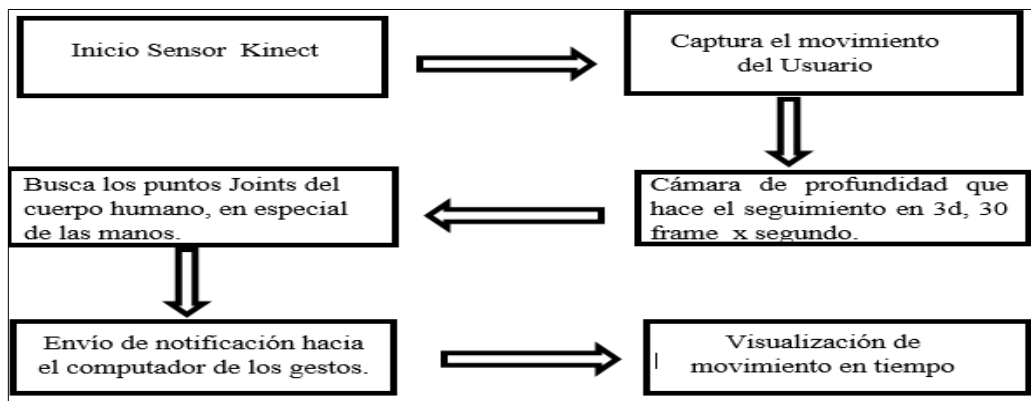 Inicio Sensor Kinect
Captura el movimiento
del Usuario
Cámara de profundidad que
hace el seguimiento en 3d, 30
frame x segundo.
Busca los puntos Joints del
cuerpo humano, en especial
de las manos.
Envío de notificación hacia
el computador de los gestos.
Visualización de
movimiento en tiempo